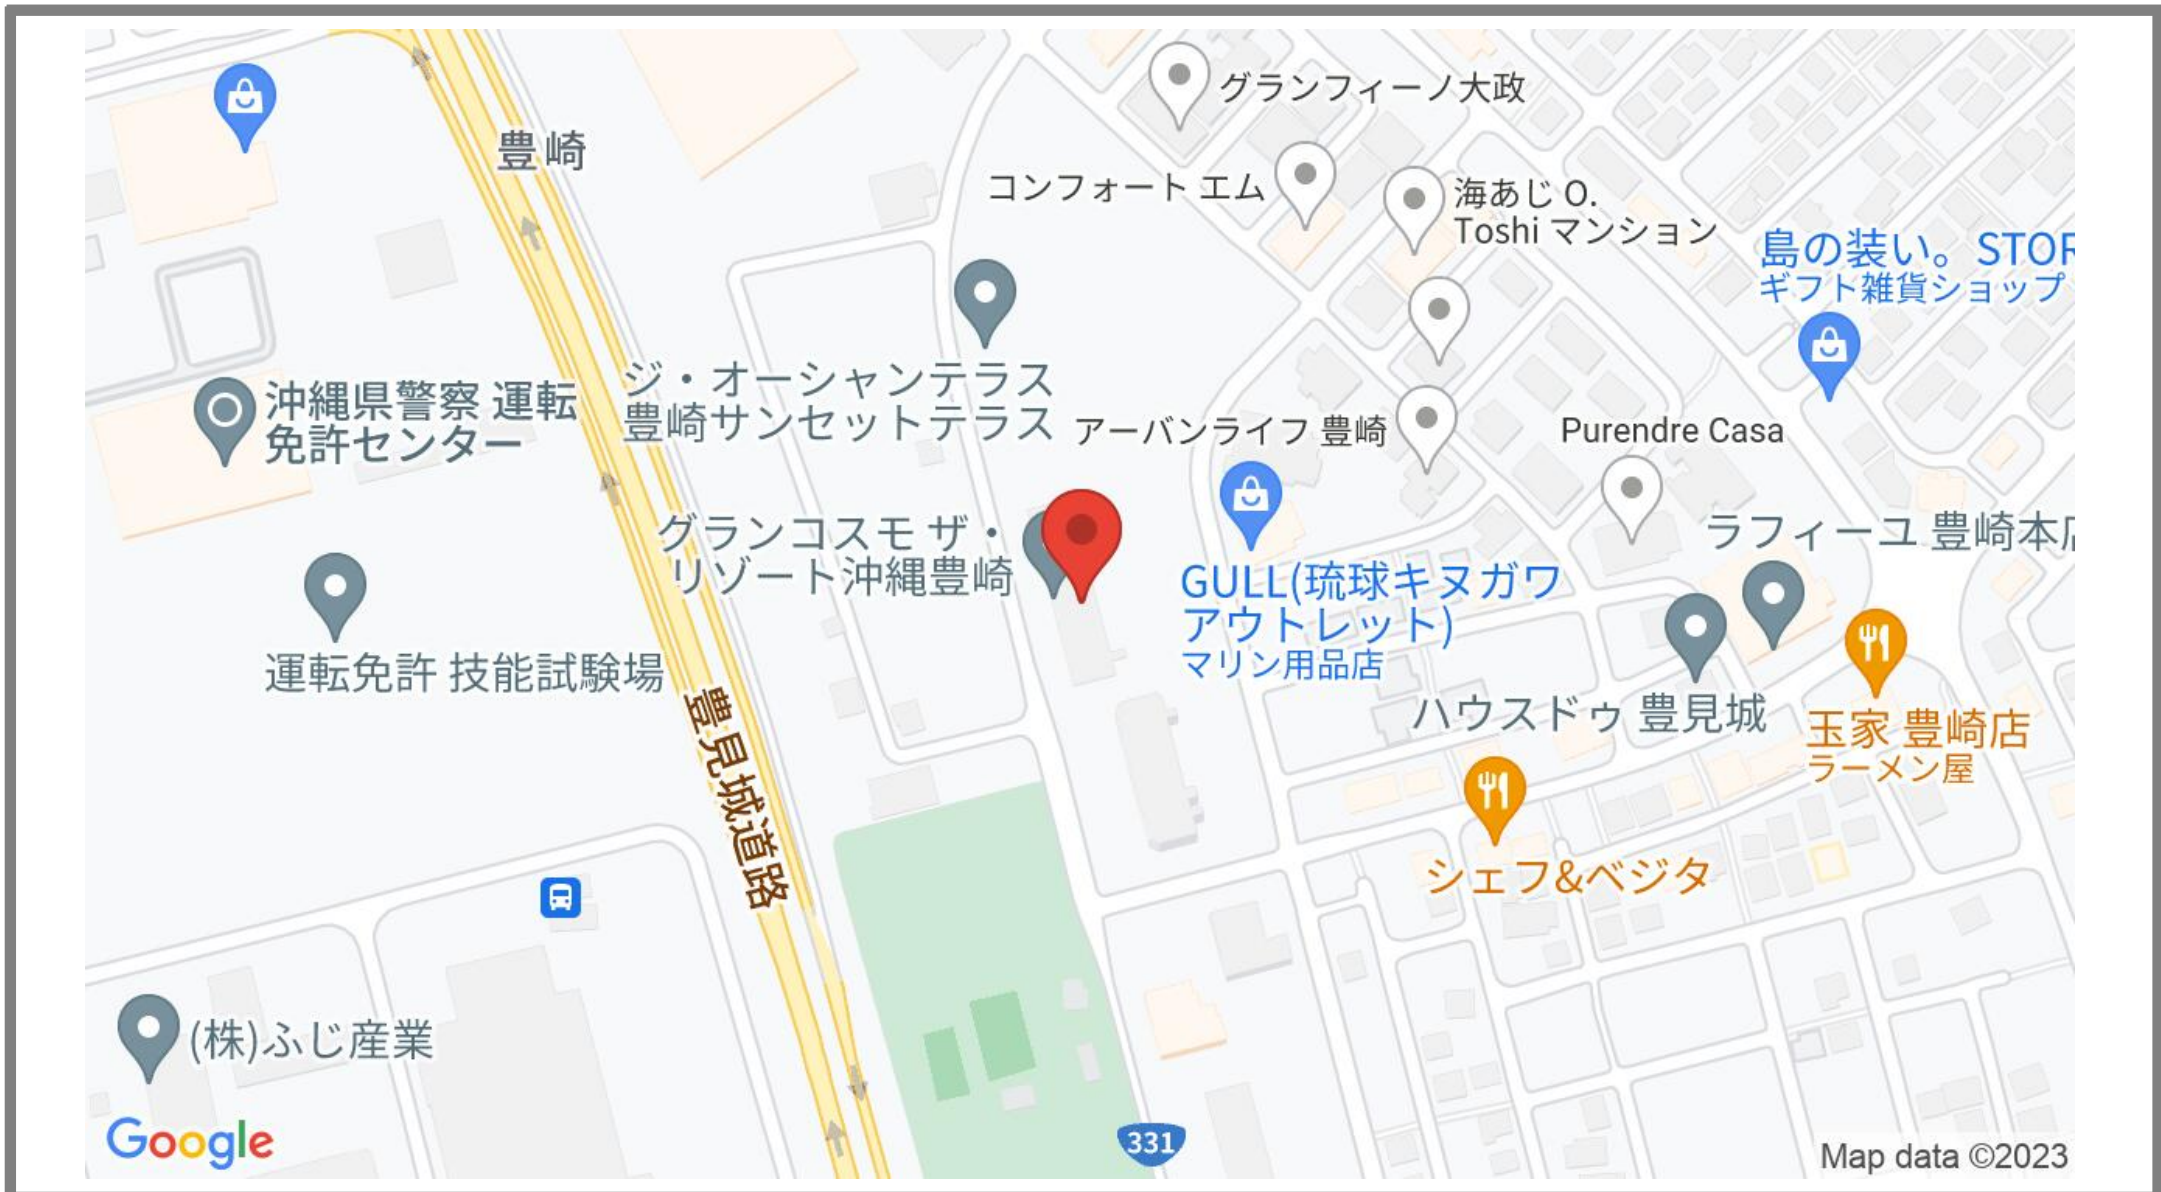 グランフィーノ大政
豊崎
コンフォート エム
海あじ O.
Toshi マンション
島の装い。STOR
ギフト雑貨ショップ
ジ・オーシャンテラス
豊崎サンセットテラス
沖縄県警察 運転
免許センター
アーバンライフ 豊崎
Purendre Casa
グランコスモ ザ・
リゾート沖縄豊崎
ラフィーユ 豊崎本店
GULL(琉球キヌガワ
アウトレット)
マリン用品店
運転免許 技能試験場
豊見城道路
ハウスドゥ 豊見城
玉家 豊崎店
ラーメン屋
シェフ&ベジタ
(株)ふじ産業
Google
331
Map data ©2023